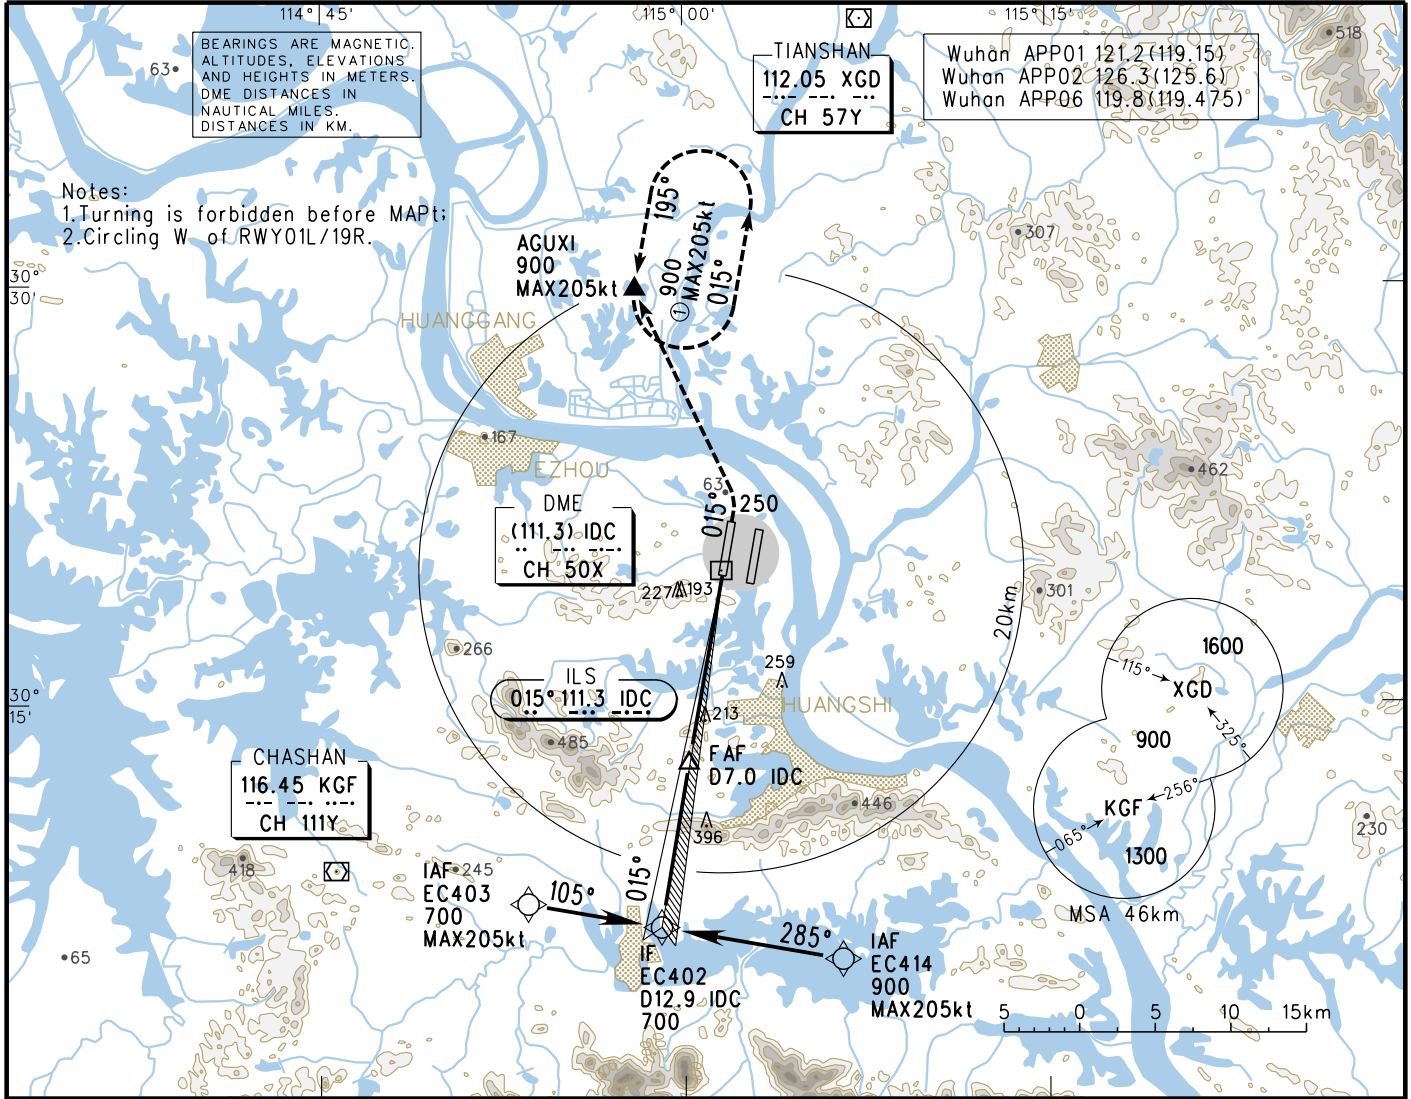 114° 45'
115° 00'
115° 15'
BEARINGS ARE MAGNETIC.
ALTITUDES, ELEVATIONS
AND HEIGHTS IN METERS.
DME DISTANCES IN
NAUTICAL MILES.
DISTANCES IN KM.
63
TIANSHAN
112.05 XGD
CH 57Y
Wuhan APP01 121.2(119.15)
Wuhan APP02 126.3(125.6)
Wuhan APP06 119.8(119.475)
518
Notes:
1.Turning is forbidden before MAPt;
2.Circling W of RWY01L/19R.
195°
① 900
MAX205kt
015°
307
AGUXI
900
MAX205kt
30°
30'
HUANGGANG
167
EZHOU
462
63
250
015°
DME
(111.3) IDC
CH 50X
227
193
301
20km
266
259
ILS
015° 111.3 IDC
213
HUANGSHI
485
FAF
D7.0 IDC
446
396
30°
15'
1600
115°
XGD
325°
900
KGF
256°
065°
1300
MSA 46km
230
CHASHAN
116.45 KGF
CH 111Y
418
245
IAF
EC403
700
MAX205kt
105°
015°
285°
IAF
EC414
900
MAX205kt
IF
EC402
D12.9 IDC
700
65
5 0 5 10 15km